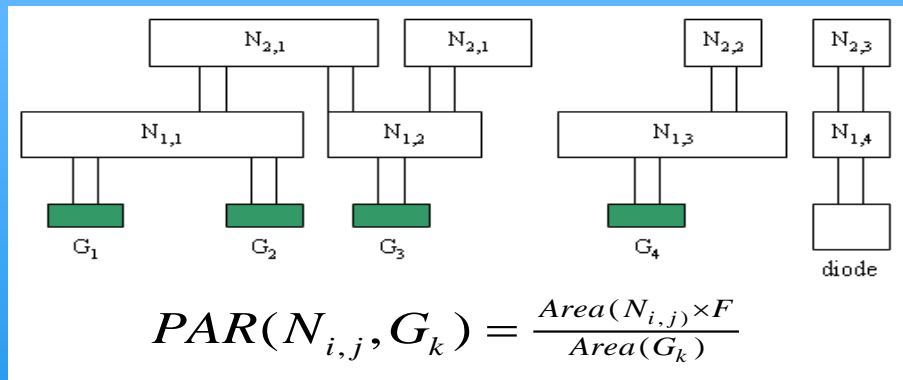 N2,1 N2,1 N2,2 N2,3
N1,1 N1,2 N1,3 N1,4
G1 G2 G3 G4
diode
PAR(Ni,j, Gk) = Area(Ni,j)×F / Area(Gk)